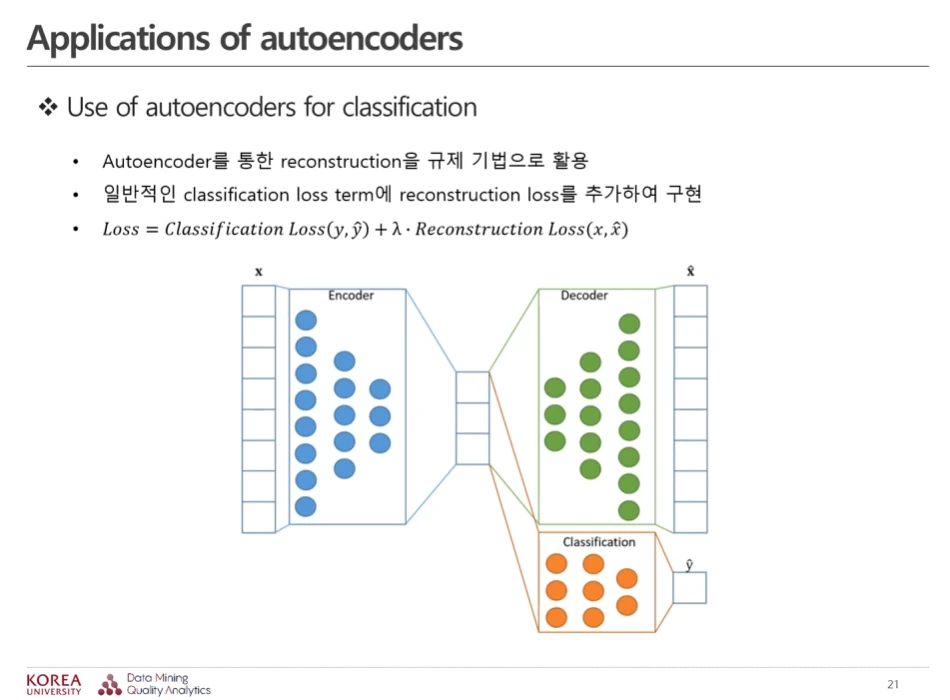 Applications of autoencoders
❖ Use of autoencoders for classification
• Autoencoder를 통한 reconstruction을 규제 기법으로 활용
• 일반적인 classification loss term에 reconstruction loss를 추가하여 구현
• Loss = Classification Loss(y, ŷ) + λ · Reconstruction Loss(x, x̂)
x
x̂
Encoder
Decoder
Classification
ŷ
KOREA
UNIVERSITY
Data Mining
Quality Analytics
21